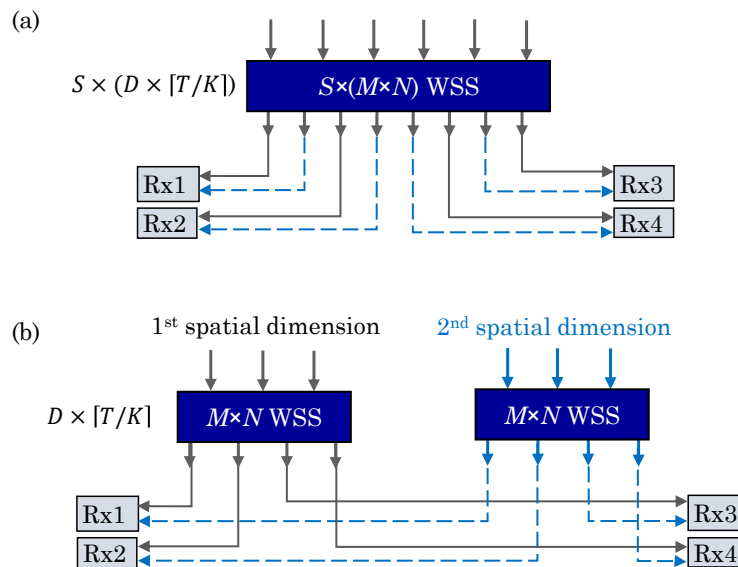 (a)
S × (D × ⌈T/K⌉)
S×(M×N) WSS
Rx1
Rx3
Rx2
Rx4
(b)
1st spatial dimension
2nd spatial dimension
D × ⌈T/K⌉
M×N WSS
M×N WSS
Rx1
Rx3
Rx2
Rx4